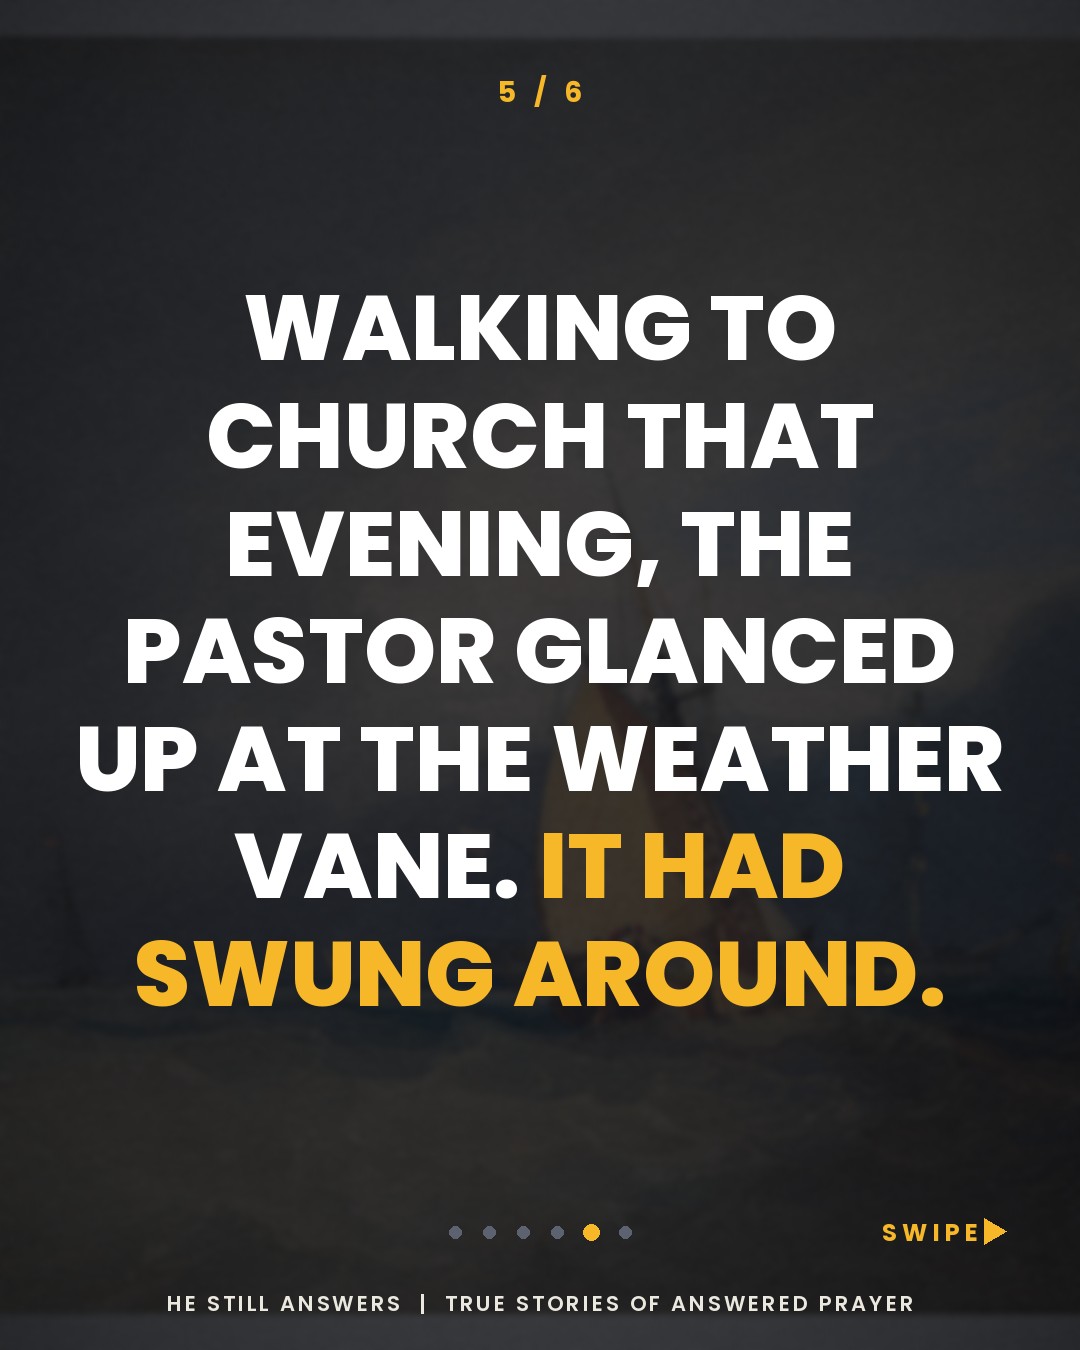 5 / 6
WALKING TO
CHURCH THAT
EVENING, THE
PASTOR GLANCED
UP AT THE WEATHER
VANE. IT HAD
SWUNG AROUND.
SWIPE
HE STILL ANSWERS | TRUE STORIES OF ANSWERED PRAYER